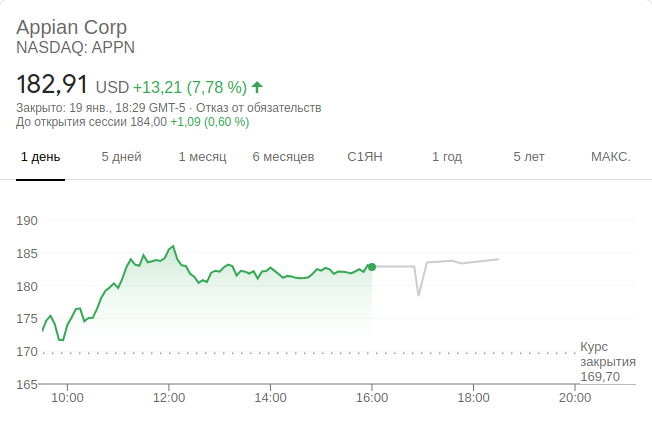 Appian Corp
NASDAQ: APPN
182,91 USD +13,21 (7,78 %)
Закрыто: 19 янв., 18:29 GMT-5 · Отказ от обязательств
До открытия сессии 184,00 +1,09 (0,60 %)
1 день 5 дней 1 месяц 6 месяцев С1ЯН 1 год 5 лет МАКС.
190
185
180
175
170
165
Курс
закрытия
169,70
10:00 12:00 14:00 16:00 18:00 20:00